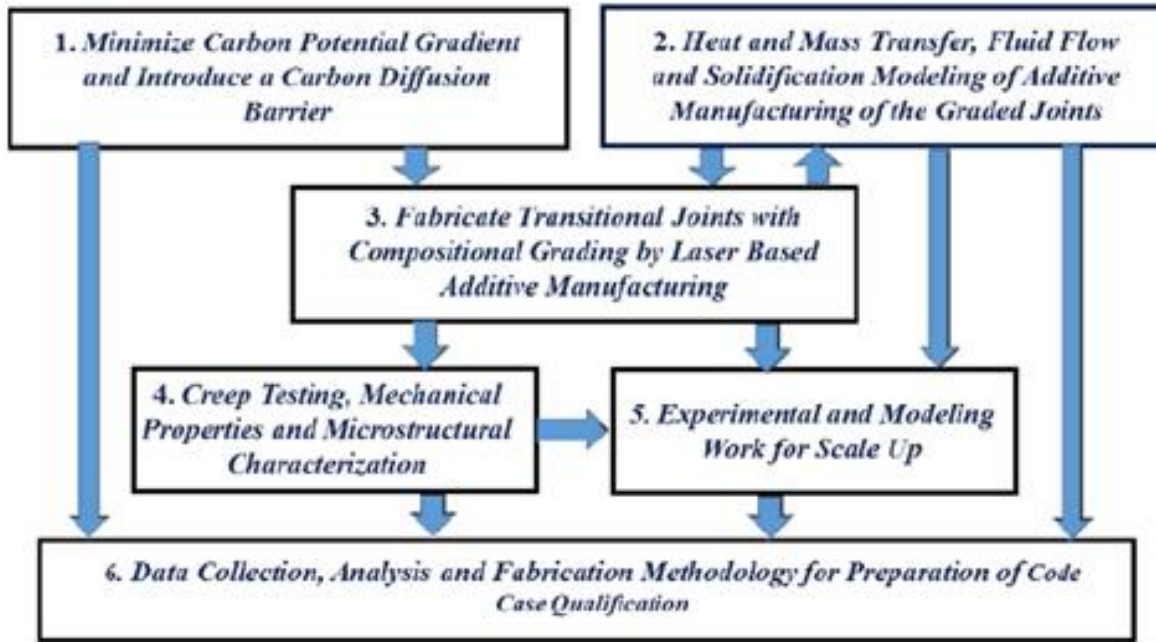 1. Minimize Carbon Potential Gradient
and Introduce a Carbon Diffusion
Barrier
2. Heat and Mass Transfer, Fluid Flow
and Solidification Modeling of Additive
Manufacturing of the Graded Joints
3. Fabricate Transitional Joints with
Compositional Grading by Laser Based
Additive Manufacturing
4. Creep Testing, Mechanical
Properties and Microstructural
Characterization
5. Experimental and Modeling
Work for Scale Up
6. Data Collection, Analysis and Fabrication Methodology for Preparation of Code
Case Qualification